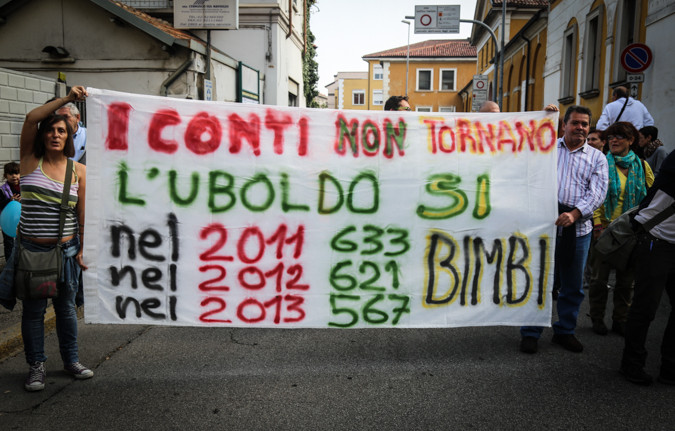 I CONTI NON TORNANO
L'UBOLDO SI
nel 2011 633
nel 2012 621 BIMBI
nel 2013 567